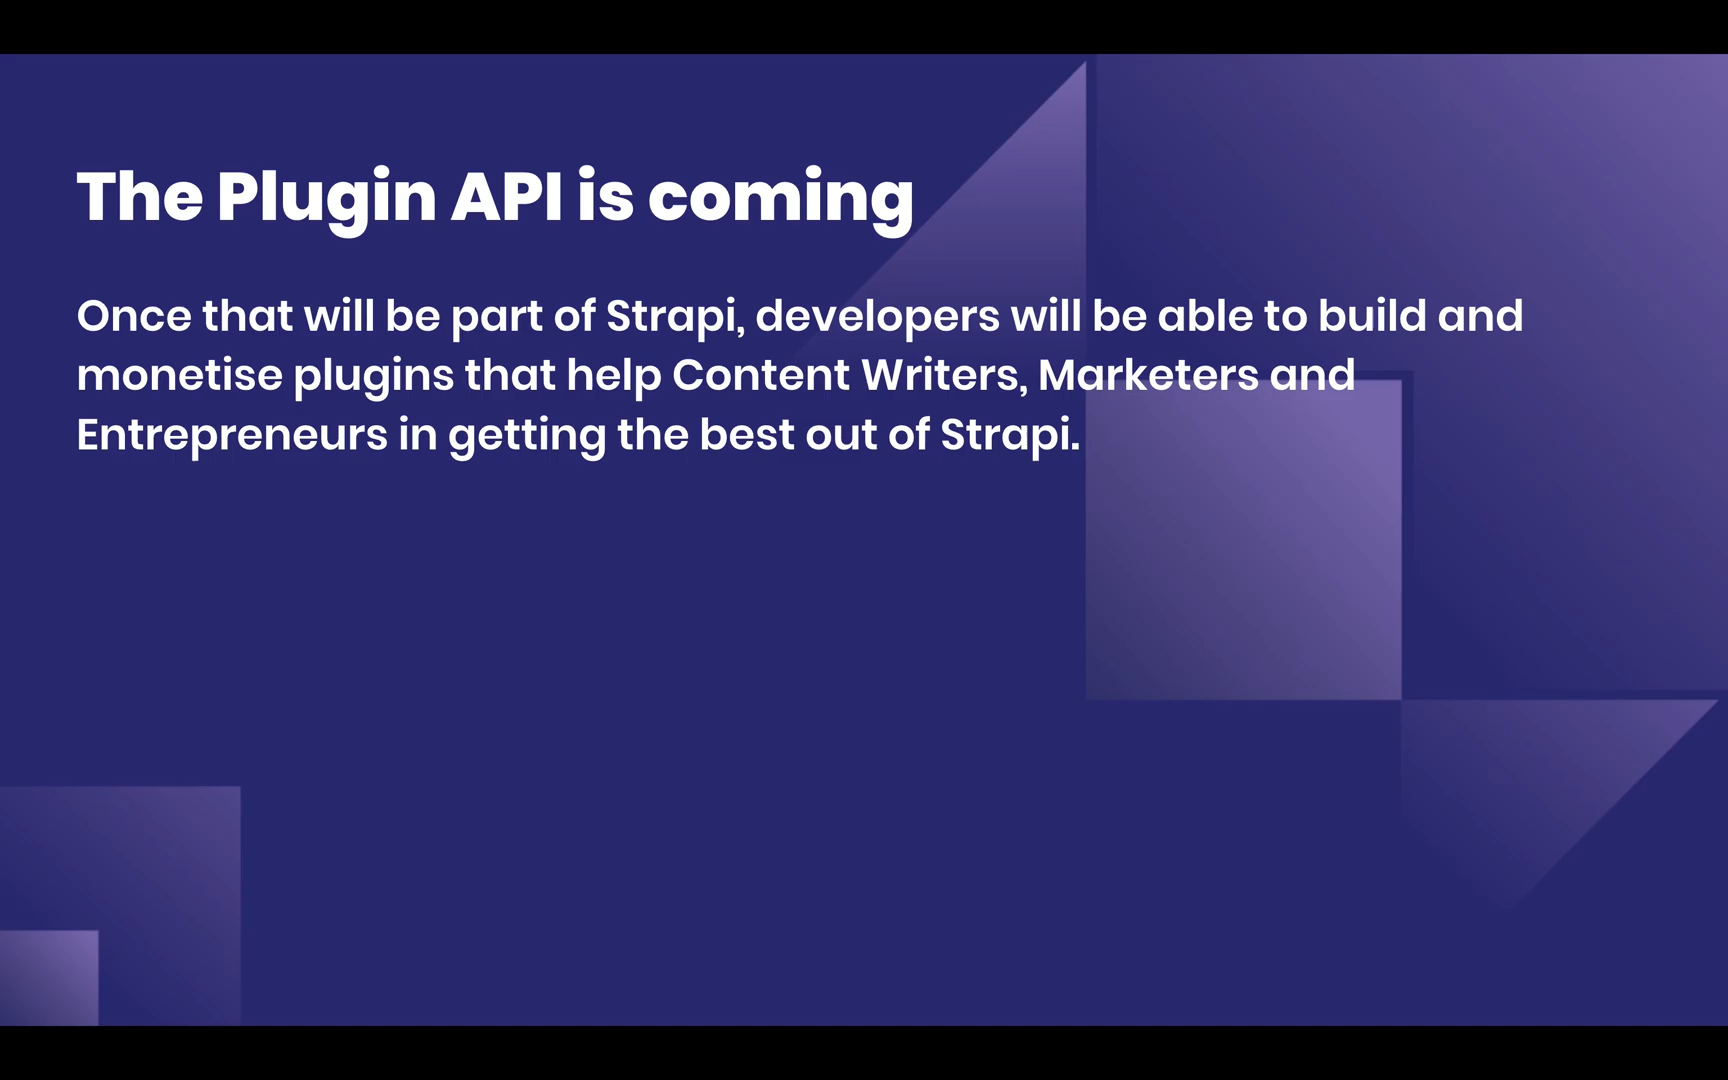 The Plugin API is coming
Once that will be part of Strapi, developers will be able to build and
monetise plugins that help Content Writers, Marketers and
Entrepreneurs in getting the best out of Strapi.